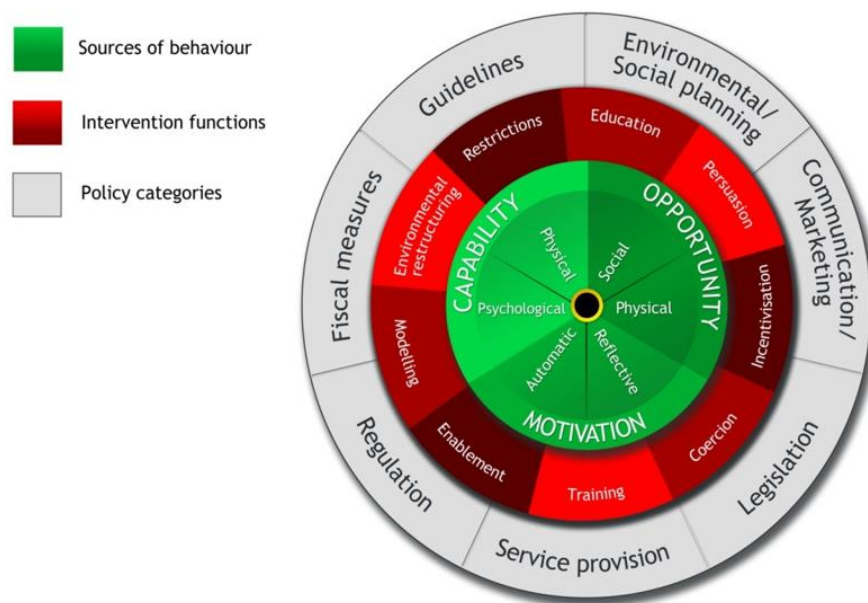 Sources of behaviour
Intervention functions
Policy categories
Guidelines
Environmental/
Social planning
Communication/
Marketing
Legislation
Service provision
Regulation
Fiscal measures
Restrictions
Education
Persuasion
Incentivisation
Coercion
Training
Enablement
Modelling
Environmental
restructuring
CAPABILITY
OPPORTUNITY
MOTIVATION
Physical
Social
Psychological
Physical
Automatic
Reflective